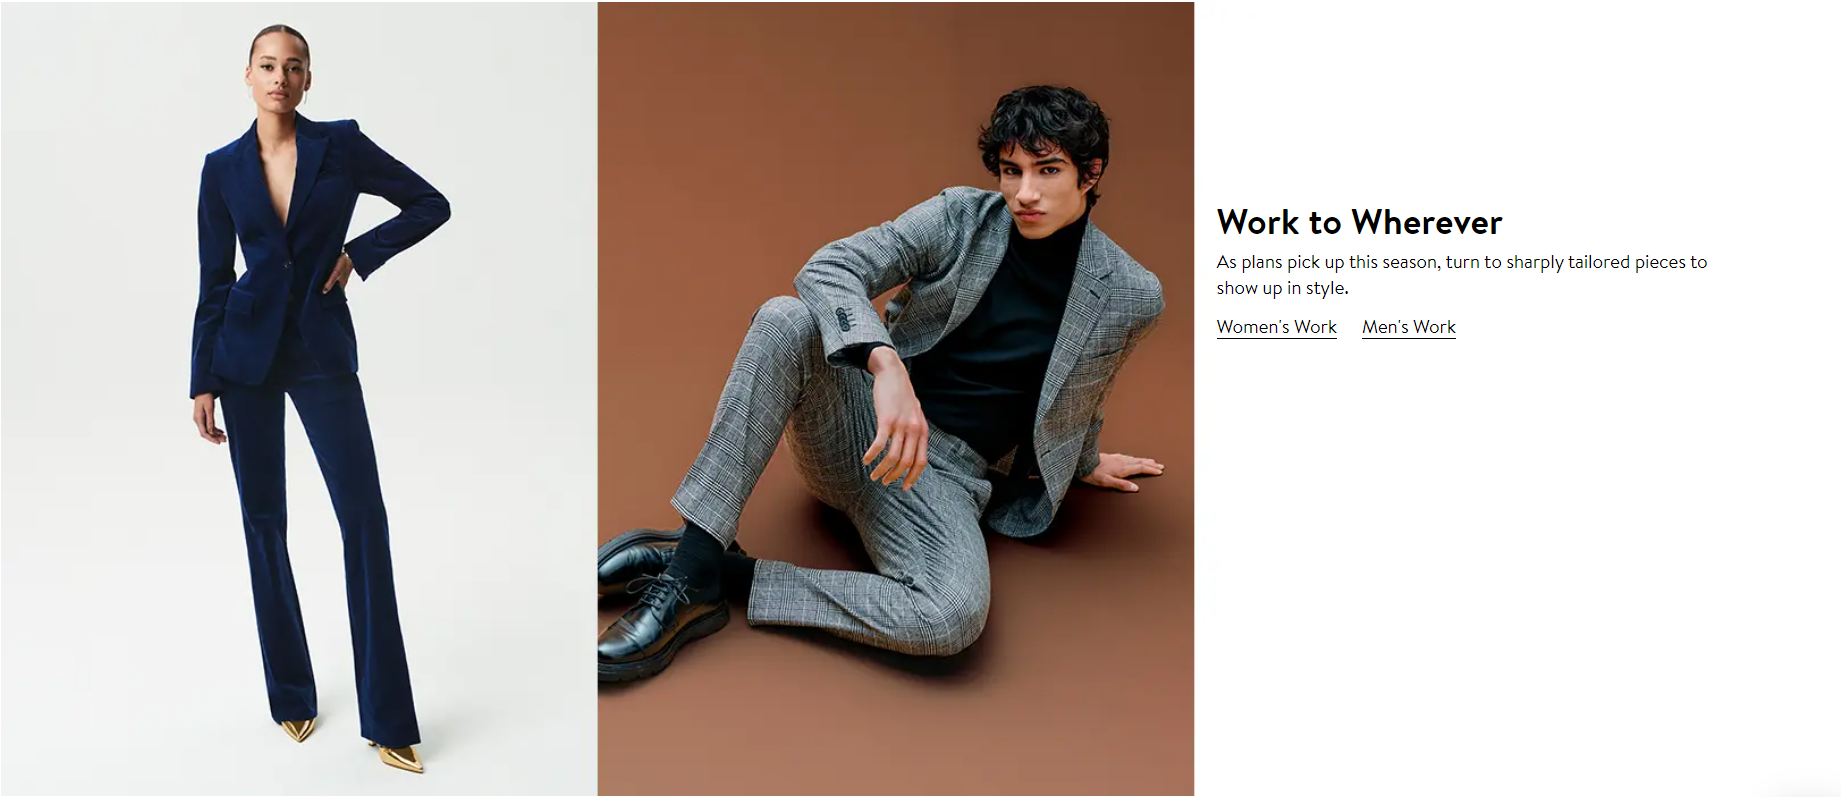 Work to Wherever
As plans pick up this season, turn to sharply tailored pieces to
show up in style.
Women's Work Men's Work